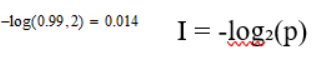 –log(0.99,2) = 0.014
I = -log₂(p)